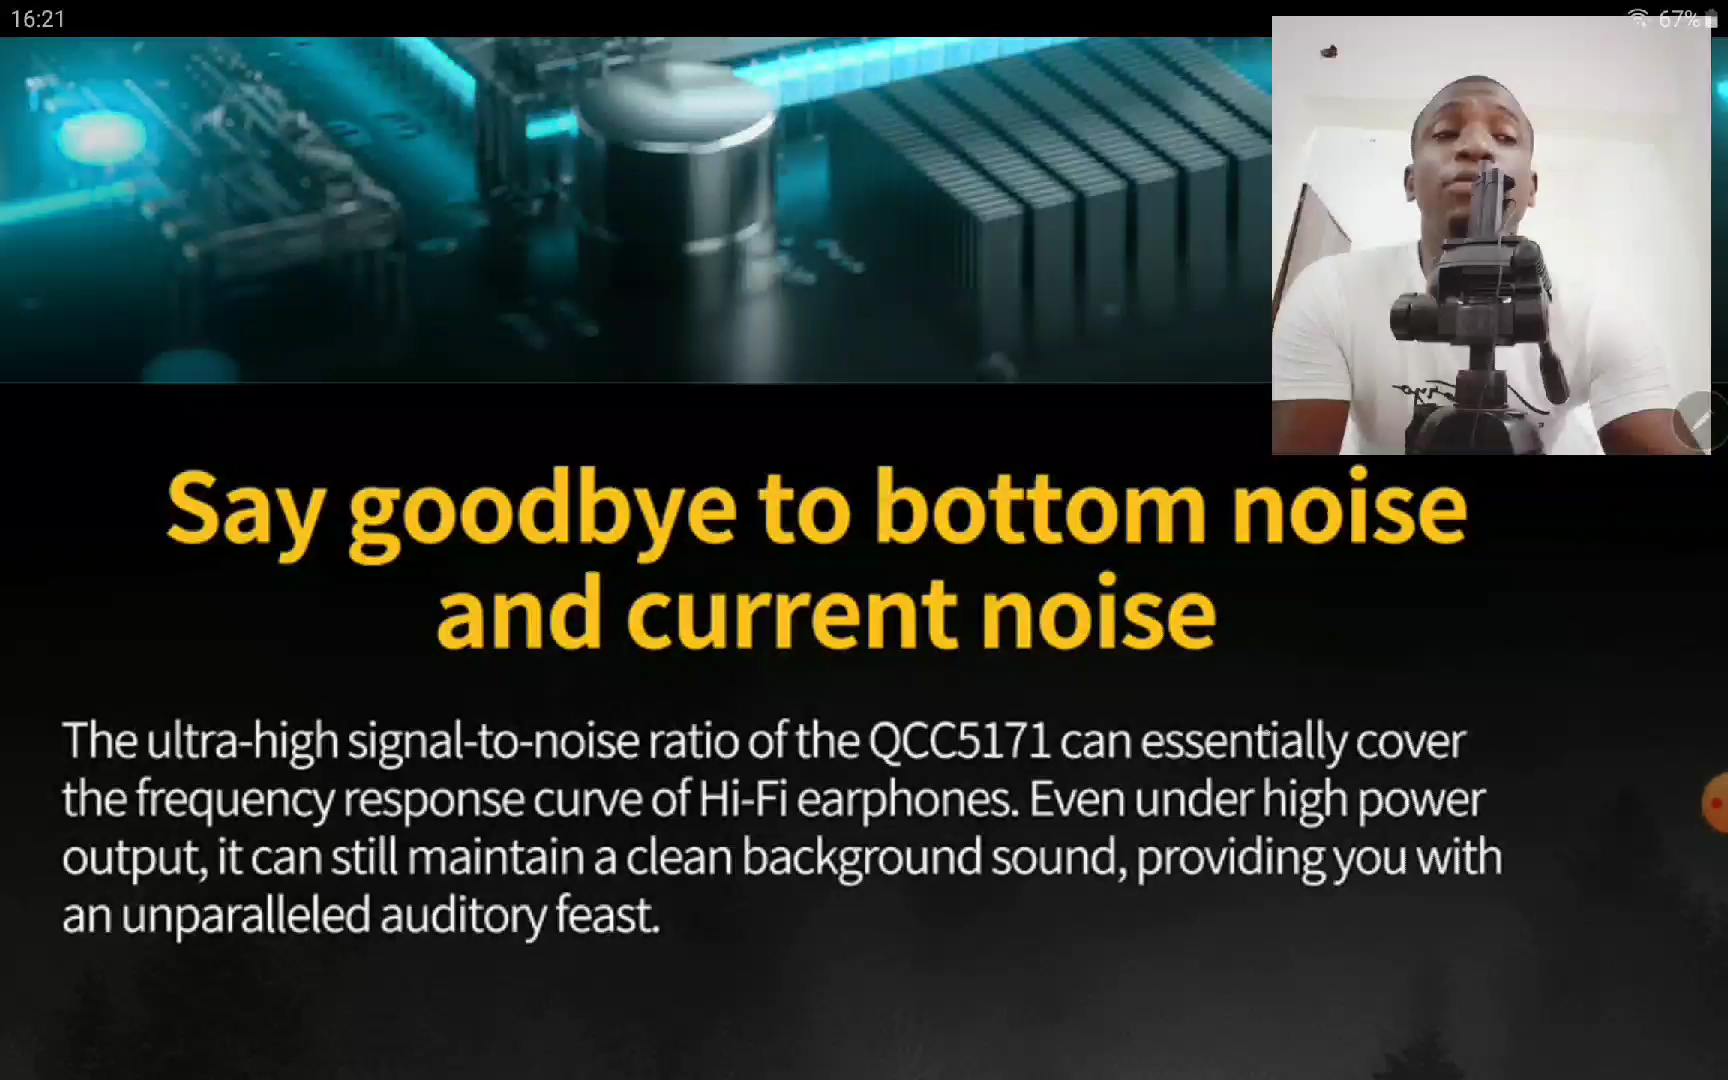 16:21
67%
Say goodbye to bottom noise
and current noise
The ultra-high signal-to-noise ratio of the QCC5171 can essentially cover
the frequency response curve of Hi-Fi earphones. Even under high power
output, it can still maintain a clean background sound, providing you with
an unparalleled auditory feast.